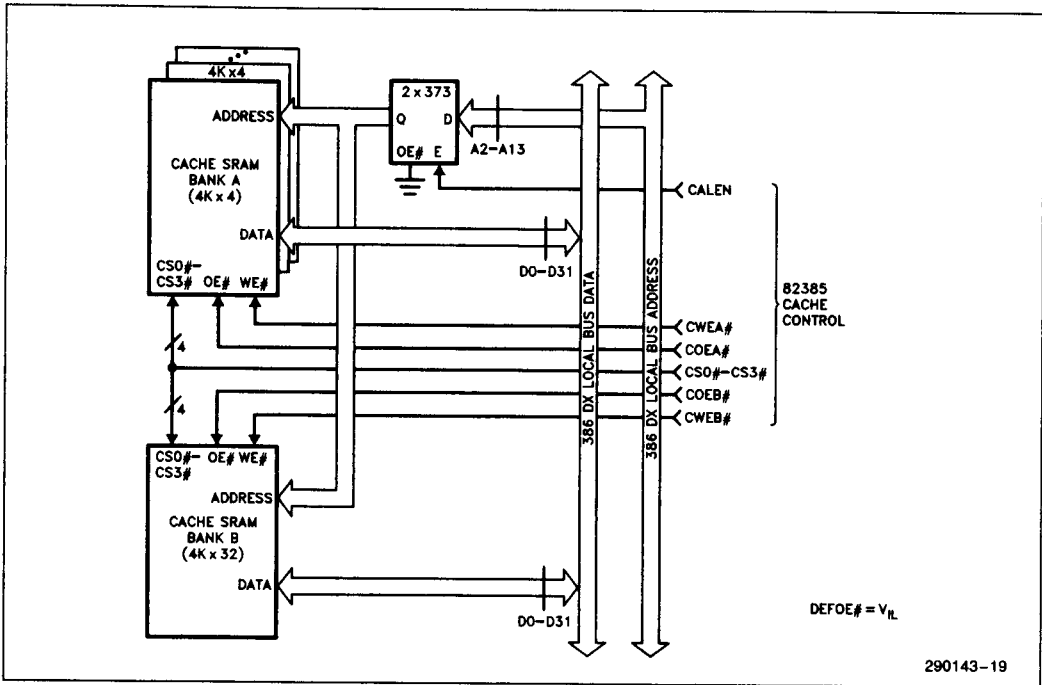 4K x 4
ADDRESS
CACHE SRAM
BANK A
(4K x 4)
DATA
CS0#-
CS3#
OE#
WE#
2 x 373
Q
D
OE#
E
A2-A13
D0-D31
4
4
386 DX LOCAL BUS DATA
386 DX LOCAL BUS ADDRESS
CALEN
CWEA#
COEA#
CS0#-CS3#
COEB#
CWEB#
82385
CACHE
CONTROL
CS0#-
CS3#
OE#
WE#
ADDRESS
CACHE SRAM
BANK B
(4K x 32)
DATA
D0-D31
DEFOE# = VIL
290143-19